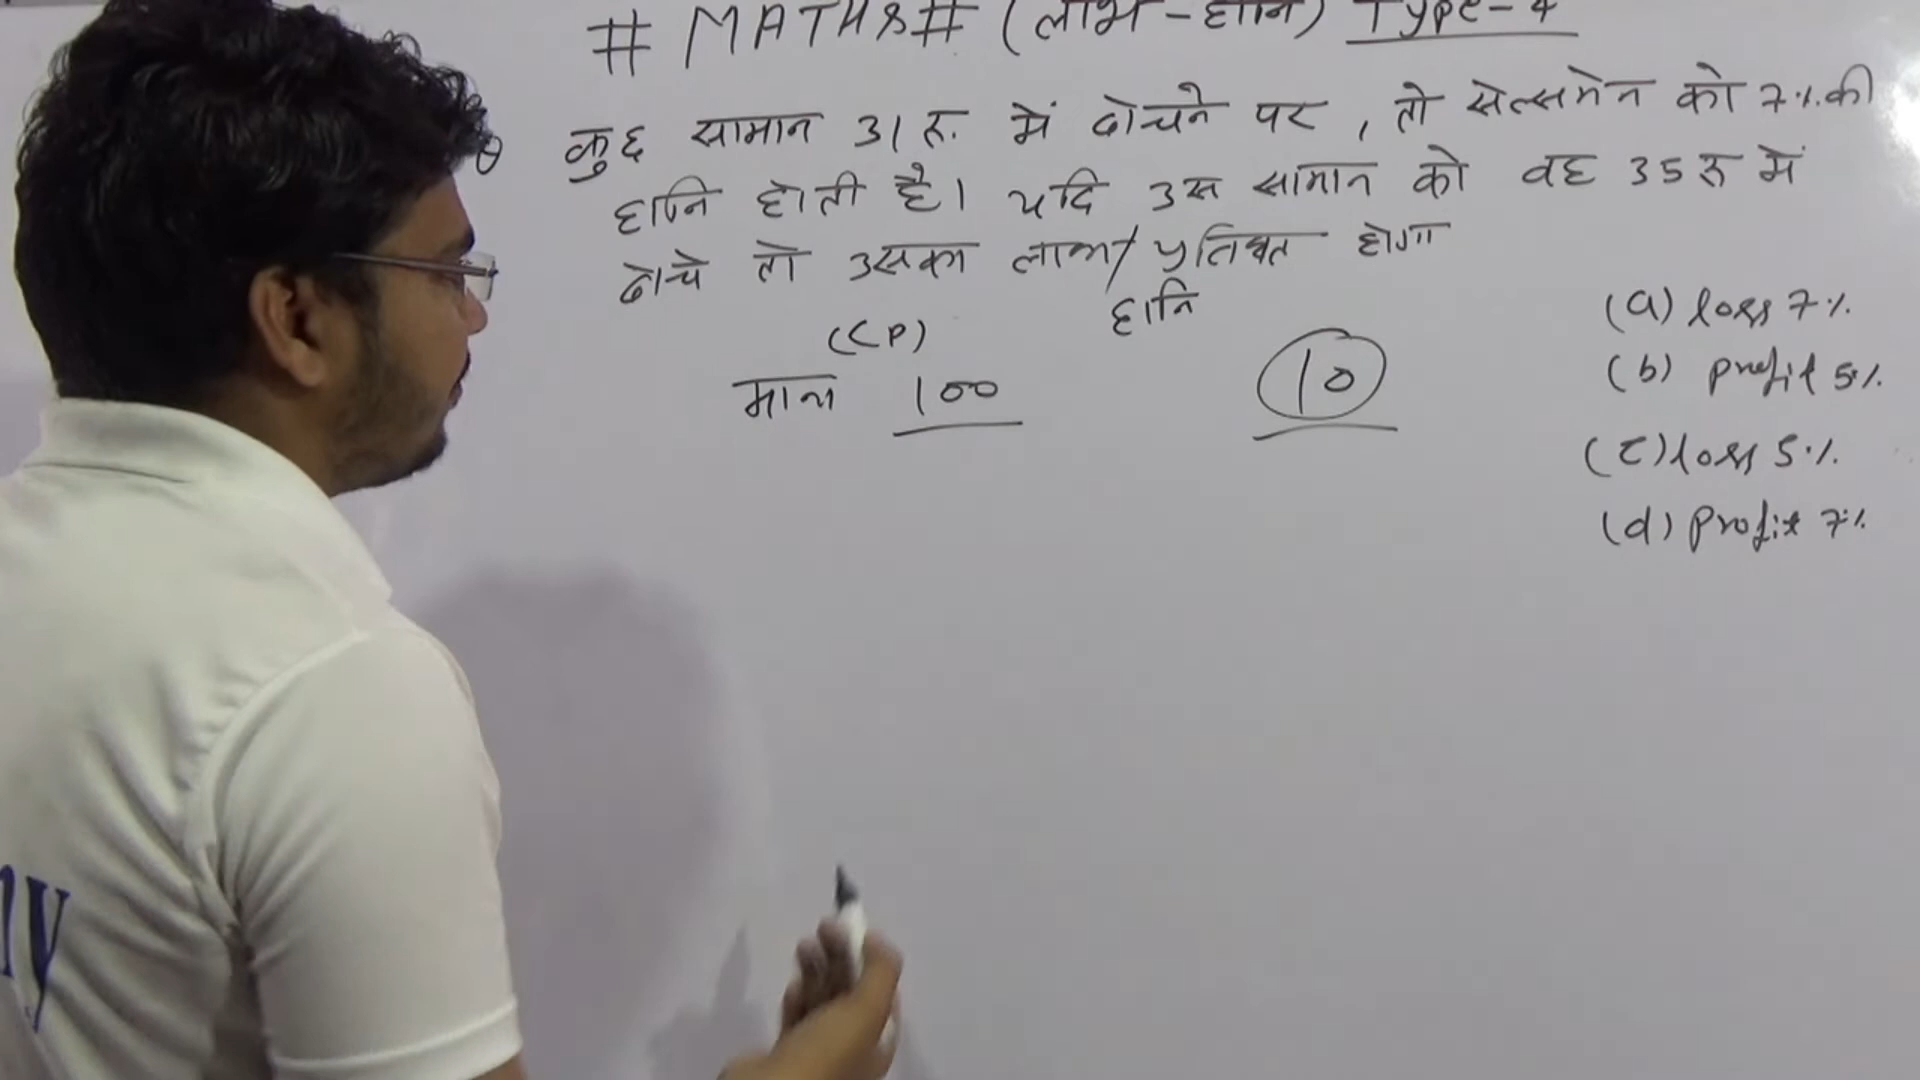 # MATHS # (लाभ - हानि) Type - 4
कुछ सामान 31 रु. में बेचने पर, तो सेल्समेन को 7% की
हानि होती है। यदि उस सामान को वह 35 रु में
बेचे तो उसका लाभ/ प्रतिशत होगा
हानि
(CP)
माना 100
10
(a) loss 7%
(b) profit 5%
(c) loss 5%
(d) Profit 7%
ny